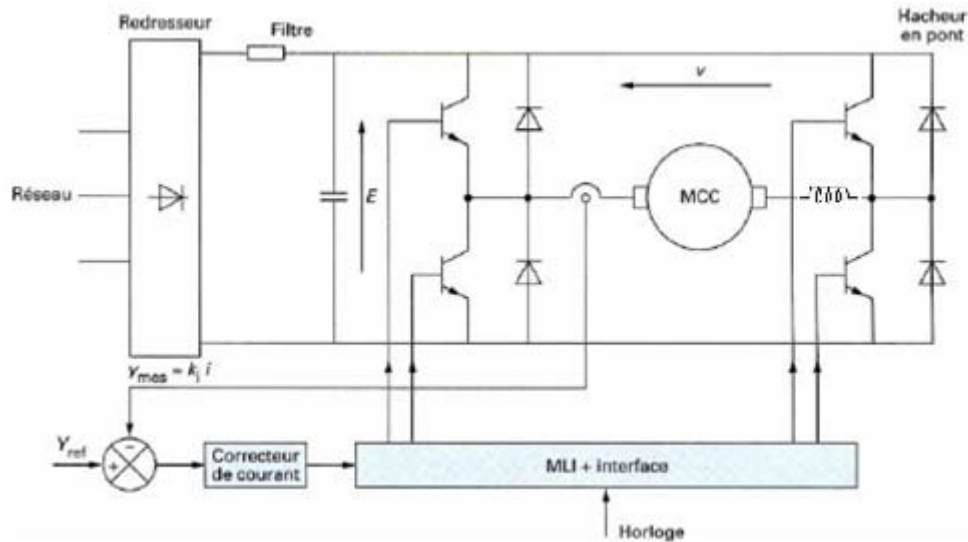 Redresseur
Filtre
Hacheur
en pont
v
Réseau
E
MCC
y_mes = k_i i
Y_ref
-
+
Correcteur
de courant
MLI + interface
Horloge